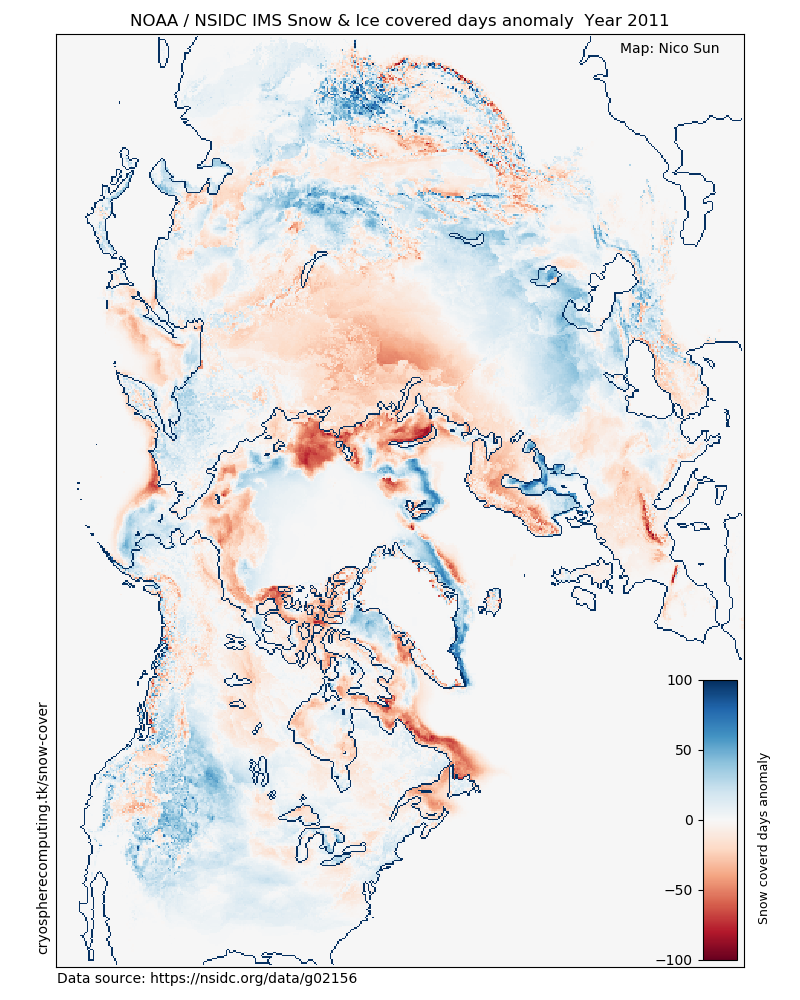 NOAA / NSIDC IMS Snow & Ice covered days anomaly  Year 2011
Map: Nico Sun
cryospherecomputing.tk/snow-cover
100
50
0
−50
−100
Snow coverd days anomaly
Data source: https://nsidc.org/data/g02156